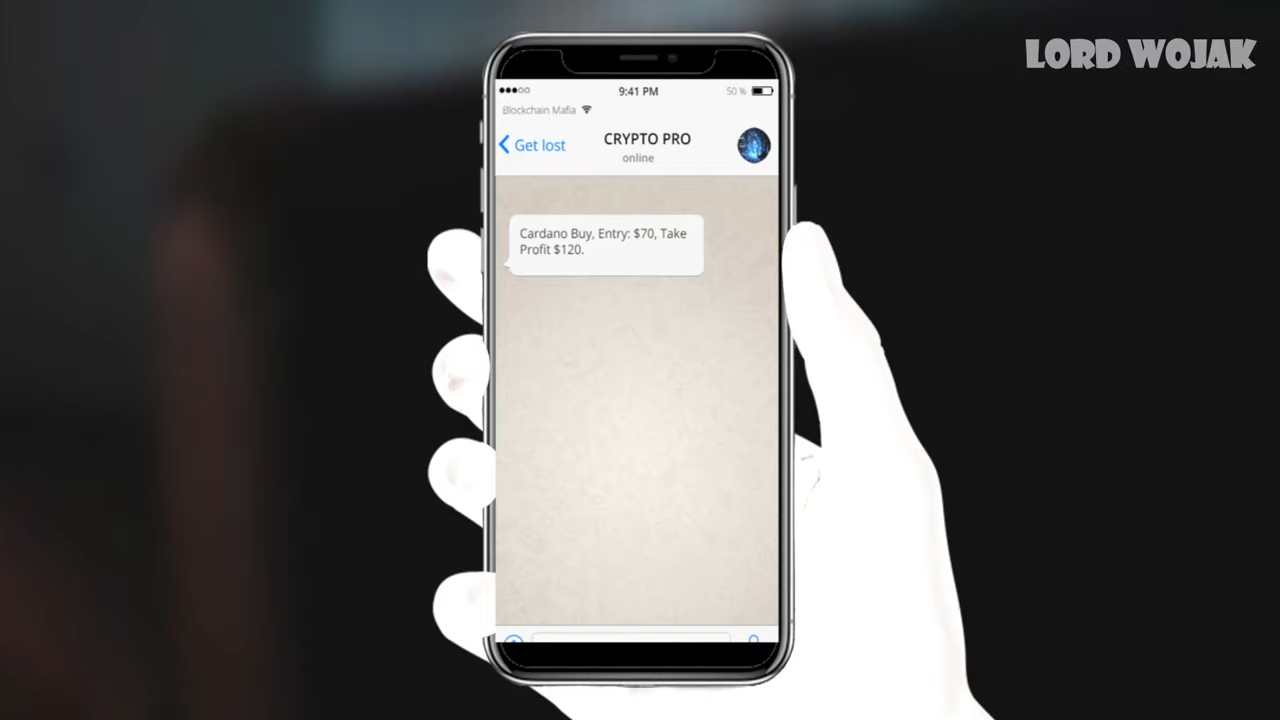 LORD WOJAK
9:41 PM
50 %
Blockchain Mafia
Get lost
CRYPTO PRO
online
Cardano Buy, Entry: $70, Take
Profit $120.